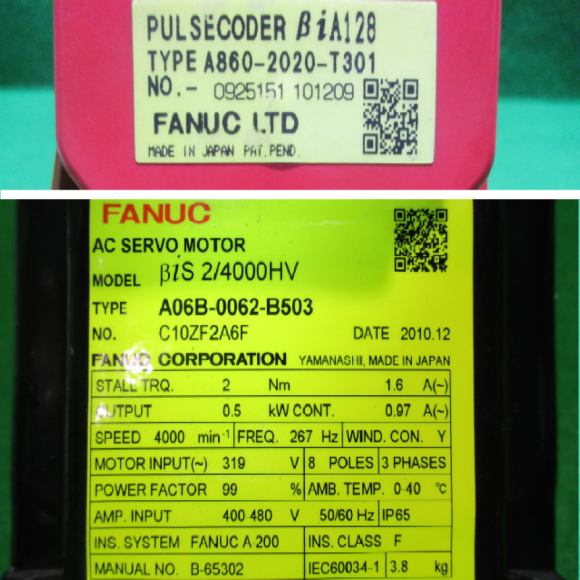 PULSECODER βiA128
TYPE A860-2020-T301
NO.- 0925151 101209
FANUC LTD
MADE IN JAPAN PAT.PEND.
FANUC
AC SERVO MOTOR
MODEL βiS 2/4000HV
TYPE A06B-0062-B503
NO. C10ZF2A6F DATE 2010.12
FANUC CORPORATION YAMANASHI, MADE IN JAPAN
STALL TRQ. 2 Nm 1.6 A(~)
OUTPUT 0.5 kW CONT. 0.97 A(~)
SPEED 4000 min⁻¹ FREQ. 267 Hz WIND. CON. Y
MOTOR INPUT(~) 319 V 8 POLES 3 PHASES
POWER FACTOR 99 % AMB. TEMP. 0-40 °C
AMP. INPUT 400-480 V 50/60 Hz IP65
INS. SYSTEM FANUC A 200 INS. CLASS F
MANUAL NO. B-65302 IEC60034-1 3.8 kg